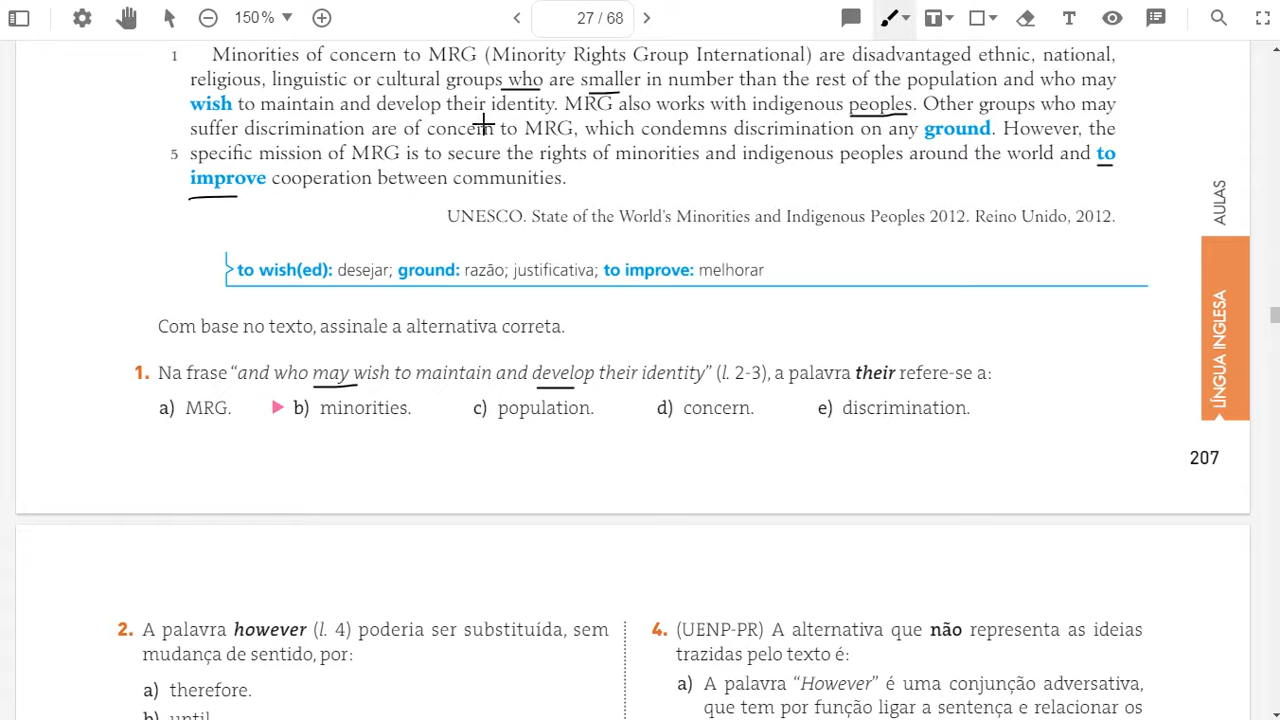 150%
27 / 68
1 Minorities of concern to MRG (Minority Rights Group International) are disadvantaged ethnic, national,
religious, linguistic or cultural groups who are smaller in number than the rest of the population and who may
wish to maintain and develop their identity. MRG also works with indigenous peoples. Other groups who may
suffer discrimination are of concern to MRG, which condemns discrimination on any ground. However, the
5 specific mission of MRG is to secure the rights of minorities and indigenous peoples around the world and to
improve cooperation between communities.
UNESCO. State of the World's Minorities and Indigenous Peoples 2012. Reino Unido, 2012.
to wish(ed): desejar; ground: razão; justificativa; to improve: melhorar
Com base no texto, assinale a alternativa correta.
1. Na frase “and who may wish to maintain and develop their identity” (l. 2-3), a palavra their refere-se a:
a) MRG. b) minorities. c) population. d) concern. e) discrimination.
AULAS
LÍNGUA INGLESA
207
2. A palavra however (l. 4) poderia ser substituída, sem
mudança de sentido, por:
a) therefore.
b) until
4. (UENP-PR) A alternativa que não representa as ideias
trazidas pelo texto é:
a) A palavra “However” é uma conjunção adversativa,
que tem por função ligar a sentença e relacionar os